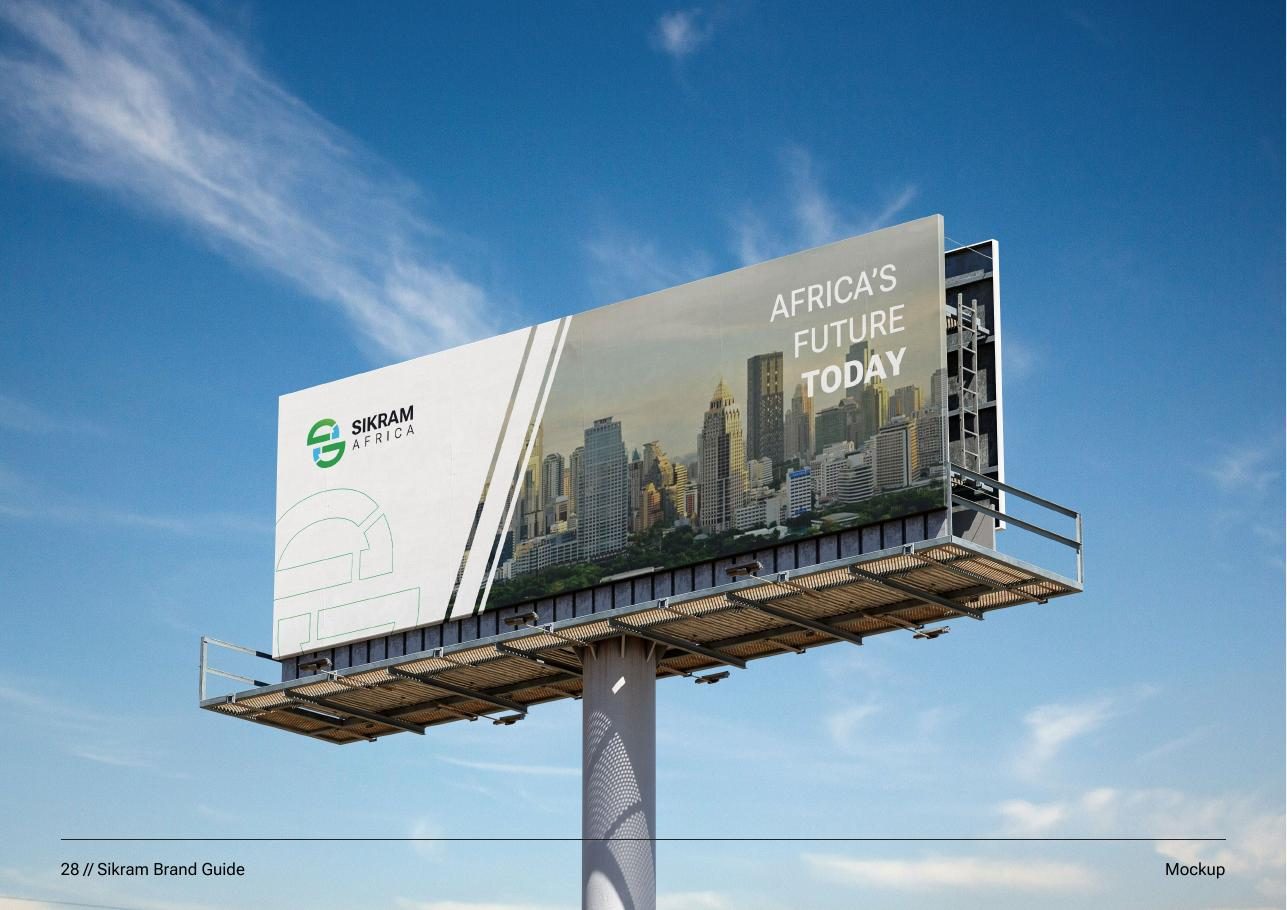 AFRICA'S
FUTURE
TODAY
SIKRAM
AFRICA
28 // Sikram Brand Guide
Mockup